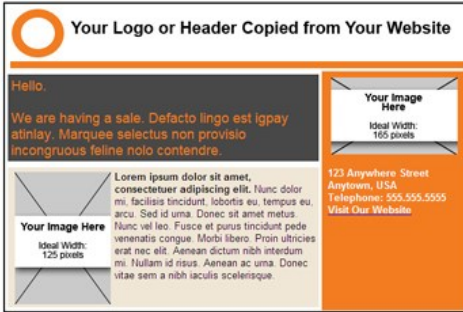 Your Logo or Header Copied from Your Website
Hello.
We are having a sale. Defacto lingo est igpay
atinlay. Marquee selectus non provisio
incongruous feline nolo contendre.
Your Image Here
Ideal Width:
125 pixels
Lorem ipsum dolor sit amet,
consectetuer adipiscing elit. Nunc dolor
mi, facilisis tincidunt, lobortis eu, tempus eu,
arcu. Sed id urna. Donec sit amet metus.
Nunc vel leo. Fusce et purus tincidunt pede
venenatis congue. Morbi libero. Proin ultricies
erat nec elit. Aenean dictum nibh interdum
mi. Nullam id risus. Aenean ac urna. Donec
vitae sem a nibh iaculis scelerisque.
Your Image
Here
Ideal Width:
165 pixels
123 Anywhere Street
Anytown, USA
Telephone: 555.555.5555
Visit Our Website